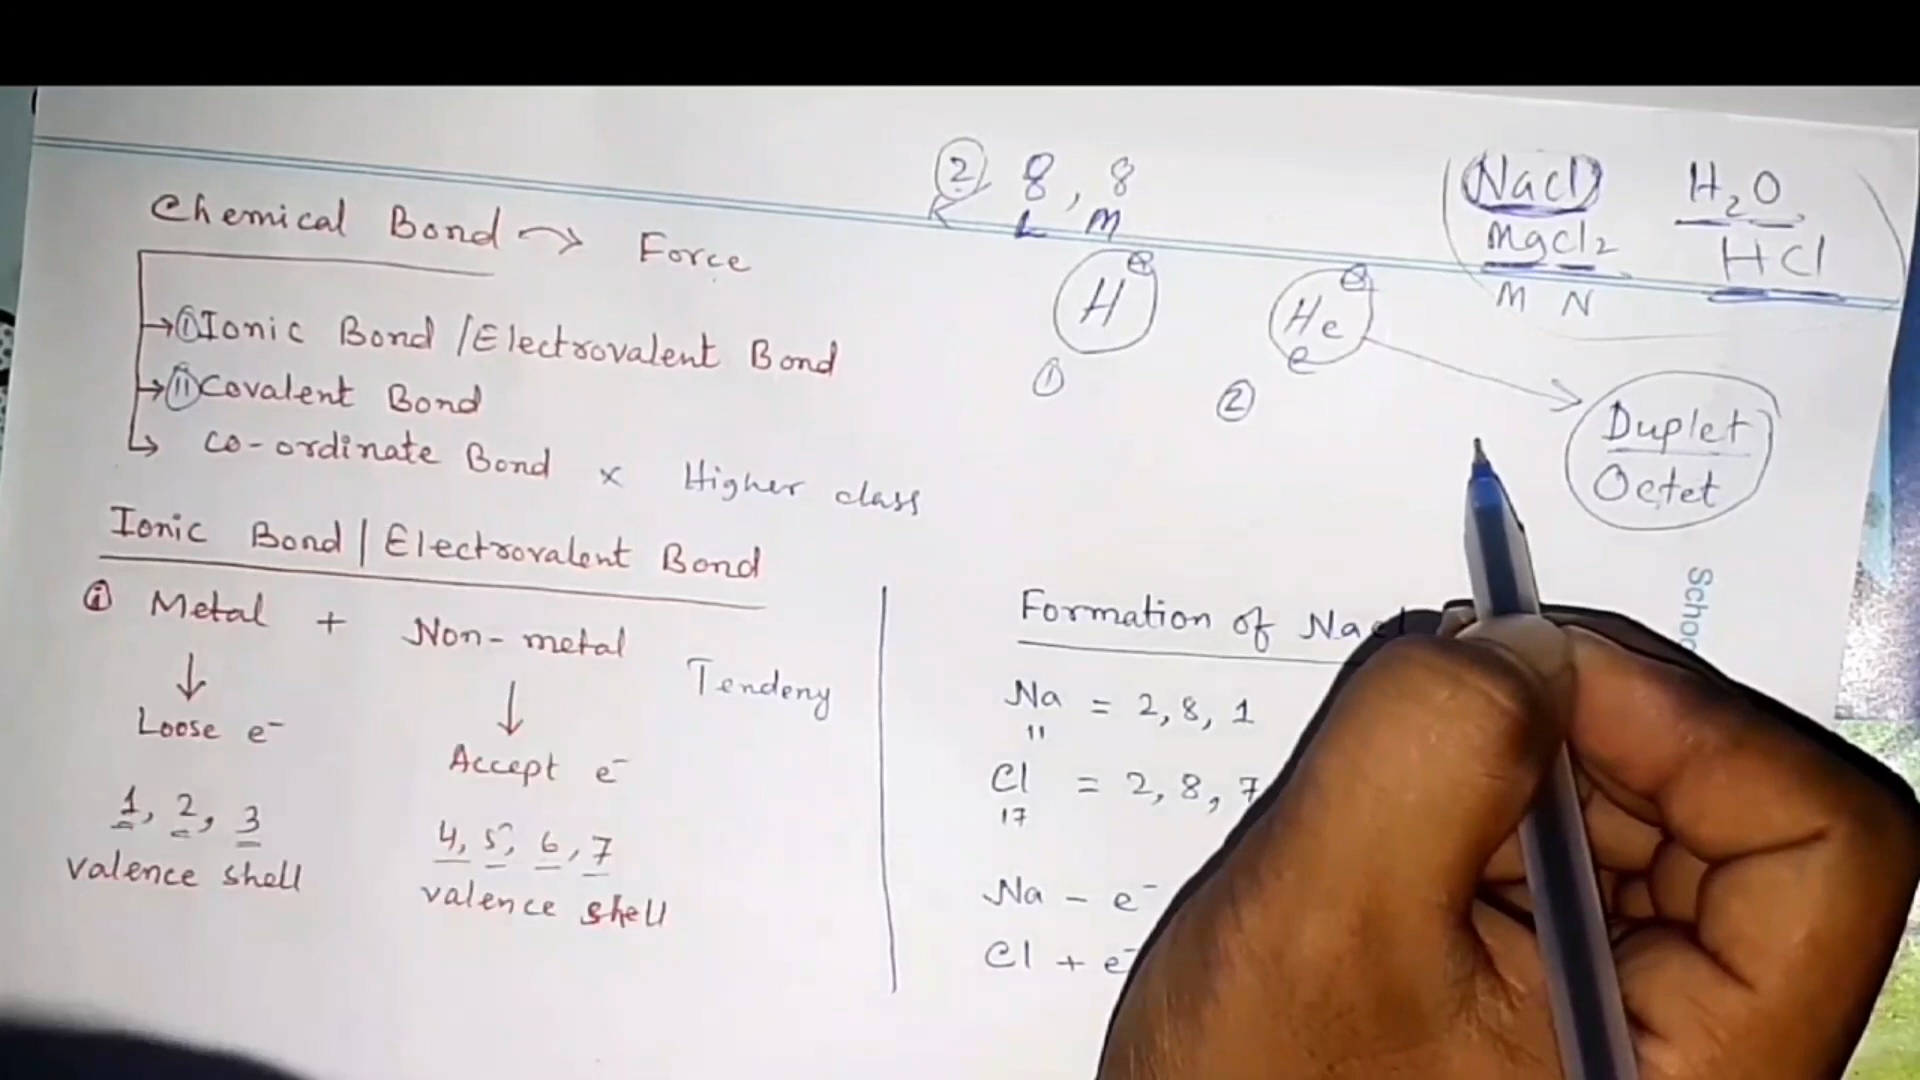 Chemical Bond → Force
→ (i) Ionic Bond / Electrovalent Bond
→ (ii) Covalent Bond
↳ Co-ordinate Bond × Higher class
Ionic Bond | Electrovalent Bond
(i) Metal + Non-metal
Tendeny
↓ ↓
Loose e⁻
Accept e⁻
1, 2, 3
valence shell
4, 5, 6, 7
valence shell
2 8, 8
K L M
H He
e
① ②
Duplet
Octet
NaCl H₂O
MgCl₂ HCl
M N
Formation of Nacl
Na = 2, 8, 1
11
Cl = 2, 8, 7
17
Na - e⁻
Cl + e⁻
Scho